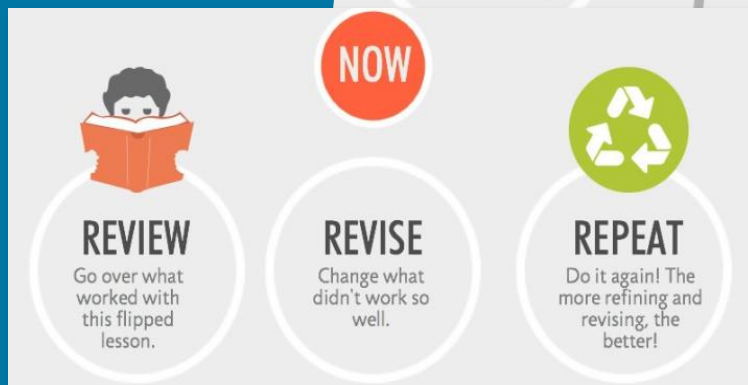 NOW
REVIEW
Go over what
worked with
this flipped
lesson.
REVISE
Change what
didn't work so
well.
REPEAT
Do it again! The
more refining and
revising, the
better!